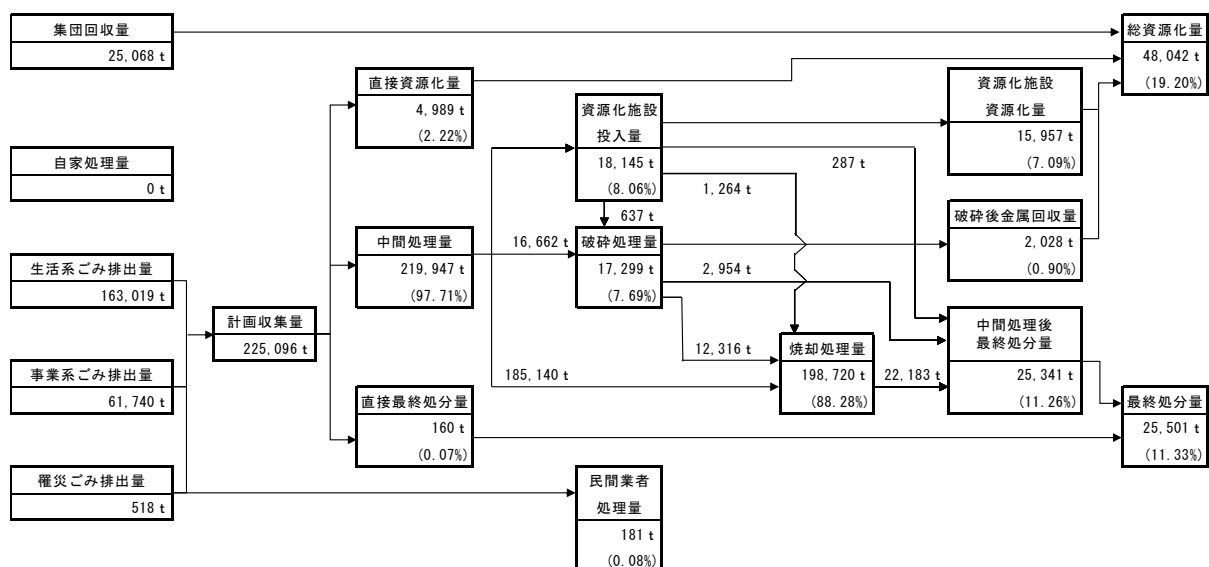 集団回収量
25,068 t
自家処理量
0 t
生活系ごみ排出量
163,019 t
事業系ごみ排出量
61,740 t
罹災ごみ排出量
518 t
計画収集量
225,096 t
直接資源化量
4,989 t
(2.22%)
中間処理量
219,947 t
(97.71%)
直接最終処分量
160 t
(0.07%)
185,140 t
16,662 t
資源化施設
投入量
18,145 t
(8.06%)
637 t
破砕処理量
17,299 t
(7.69%)
民間業者
処理量
181 t
(0.08%)
287 t
1,264 t
2,954 t
12,316 t
焼却処理量
198,720 t
(88.28%)
22,183 t
資源化施設
資源化量
15,957 t
(7.09%)
破砕後金属回収量
2,028 t
(0.90%)
中間処理後
最終処分量
25,341 t
(11.26%)
総資源化量
48,042 t
(19.20%)
最終処分量
25,501 t
(11.33%)